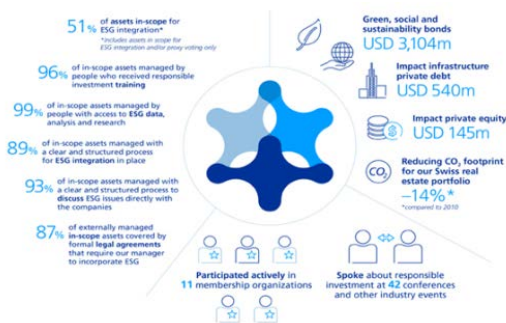 51% of assets in-scope for
ESG integration*
*includes assets in scope for
ESG integration and/or proxy voting only
96% of in-scope assets managed by
people who received responsible
investment training
99% of in-scope assets managed by
people with access to ESG data,
analysis and research
89% of in-scope assets managed with
a clear and structured process
for ESG integration in place
93% of in-scope assets managed with
a clear and structured process to
discuss ESG issues directly with
the companies
87% of externally managed
in-scope assets covered by
formal legal agreements
that require our manager
to incorporate ESG
Green, social and
sustainability bonds
USD 3,104m
Impact infrastructure
private debt
USD 540m
Impact private equity
USD 145m
CO₂
Reducing CO₂ footprint
for our Swiss real
estate portfolio
–14%*
*compared to 2010
Participated actively in
11 membership organizations
Spoke about responsible
investment at 42 conferences
and other industry events